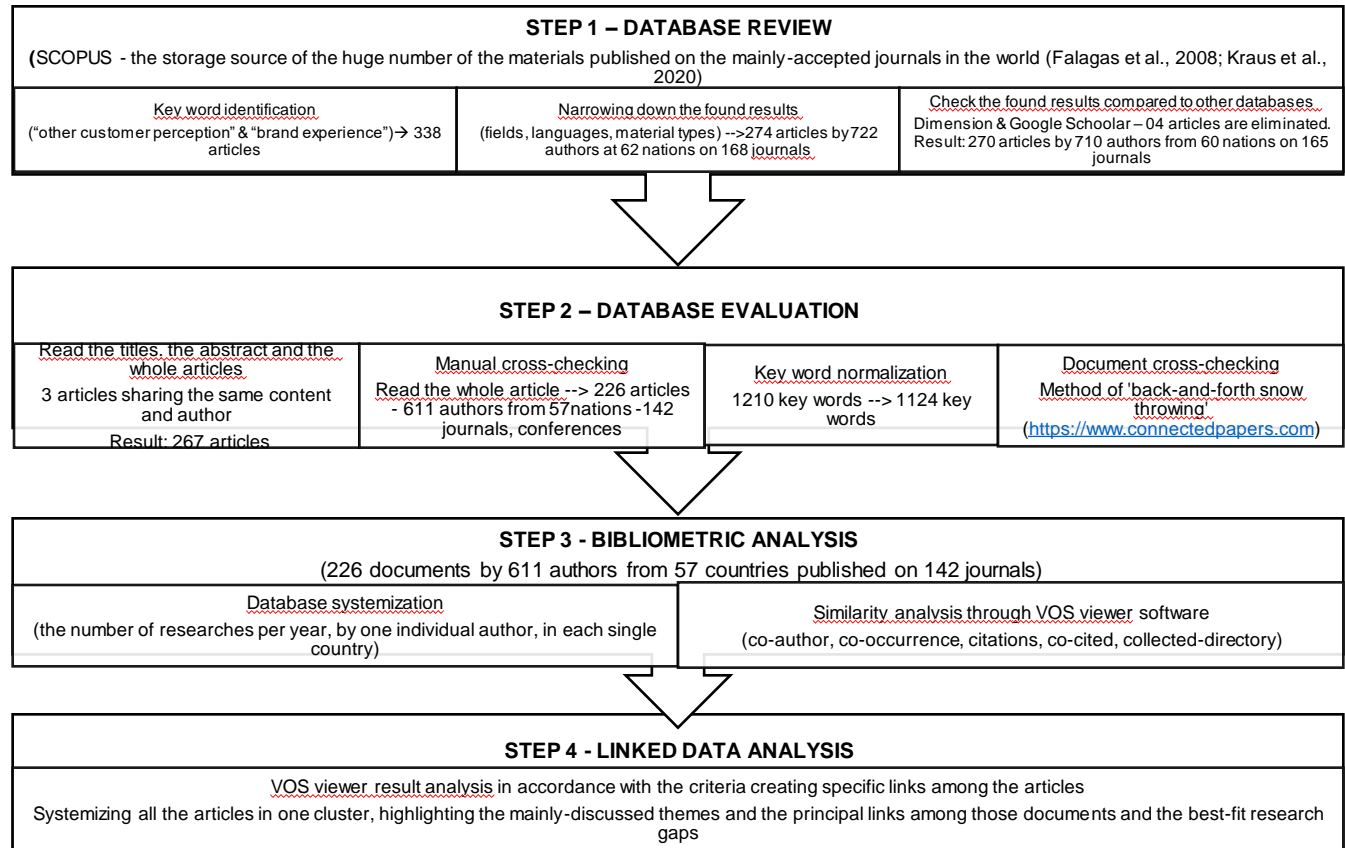 STEP 1 – DATABASE REVIEW
(SCOPUS - the storage source of the huge number of the materials published on the mainly-accepted journals in the world (Falagas et al., 2008; Kraus et al.,
2020)
Key word identification
("other customer perception" & "brand experience")→ 338
articles
Narrowing down the found results
(fields, languages, material types) -->274 articles by 722
authors at 62 nations on 168 journals
Check the found results compared to other databases
Dimension & Google Schoolar – 04 articles are eliminated.
Result: 270 articles by 710 authors from 60 nations on 165
journals
STEP 2 – DATABASE EVALUATION
Read the titles, the abstract and the
whole articles
3 articles sharing the same content
and author
Result: 267 articles
Manual cross-checking
Read the whole article --> 226 articles
- 611 authors from 57 nations -142
journals, conferences
Key word normalization
1210 key words --> 1124 key
words
Document cross-checking
Method of 'back-and-forth snow
throwing'
(https://www.connectedpapers.com)
STEP 3 - BIBLIOMETRIC ANALYSIS
(226 documents by 611 authors from 57 countries published on 142 journals)
Database systemization
(the number of researches per year, by one individual author, in each single
country)
Similarity analysis through VOS viewer software
(co-author, co-occurrence, citations, co-cited, collected-directory)
STEP 4 - LINKED DATA ANALYSIS
VOS viewer result analysis in accordance with the criteria creating specific links among the articles
Systemizing all the articles in one cluster, highlighting the mainly-discussed themes and the principal links among those documents and the best-fit research
gaps